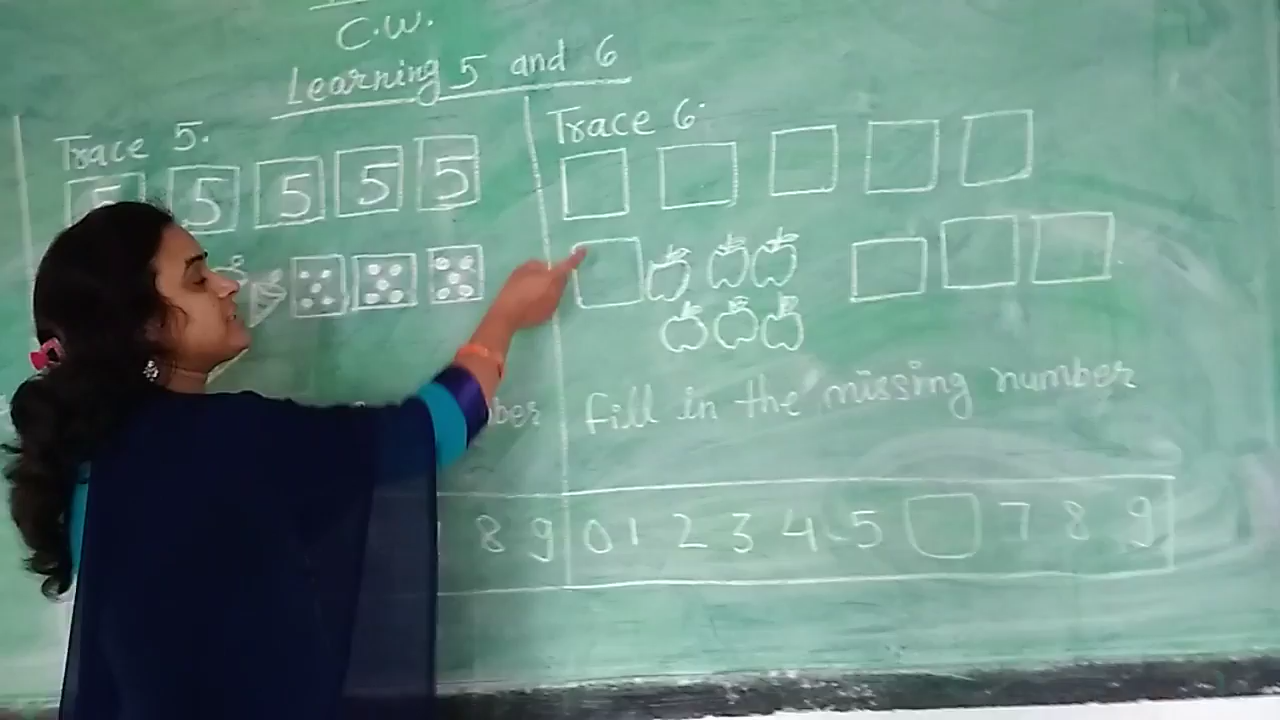 C.W.
Learning 5 and 6
Trace 5.
5 5 5 5 5
Trace 6.
Fill in the missing number
8 9
0 1 2 3 4 5 7 8 9